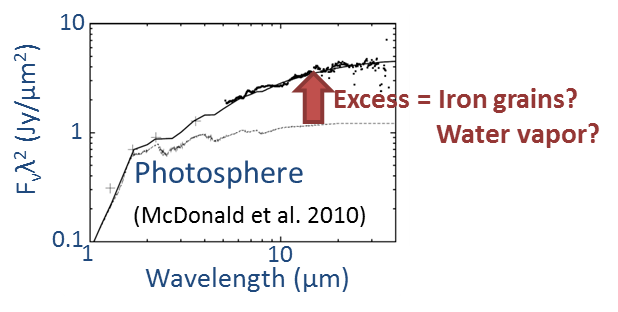 10
Excess = Iron grains?
Water vapor?
1
FᵥΛ² (Jy/μm²)
Photosphere
(McDonald et al. 2010)
0.1
1
10
Wavelength (μm)